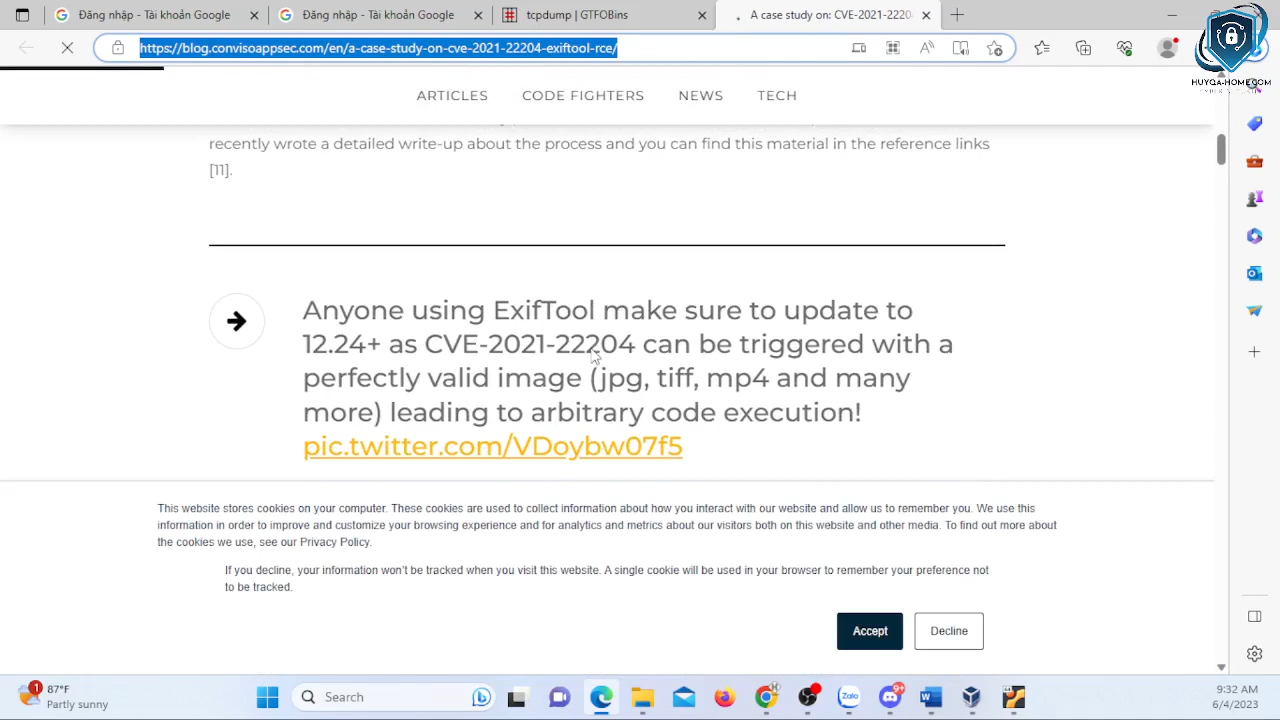 Đăng nhập - Tài khoản Google
Đăng nhập - Tài khoản Google
tcpdump | GTFOBins
A case study on: CVE-2021-2220
https://blog.convisoappsec.com/en/a-case-study-on-cve-2021-22204-exiftool-rce/
ARTICLES CODE FIGHTERS NEWS TECH
recently wrote a detailed write-up about the process and you can find this material in the reference links
[11].
Anyone using ExifTool make sure to update to
12.24+ as CVE-2021-22204 can be triggered with a
perfectly valid image (jpg, tiff, mp4 and many
more) leading to arbitrary code execution!
pic.twitter.com/VDoybw07f5
This website stores cookies on your computer. These cookies are used to collect information about how you interact with our website and allow us to remember you. We use this
information in order to improve and customize your browsing experience and for analytics and metrics about our visitors both on this website and other media. To find out more about
the cookies we use, see our Privacy Policy.
If you decline, your information won't be tracked when you visit this website. A single cookie will be used in your browser to remember your preference not
to be tracked.
Accept Decline
1
87°F
Partly sunny
Search
Zalo
9+
9:32 AM
6/4/2023